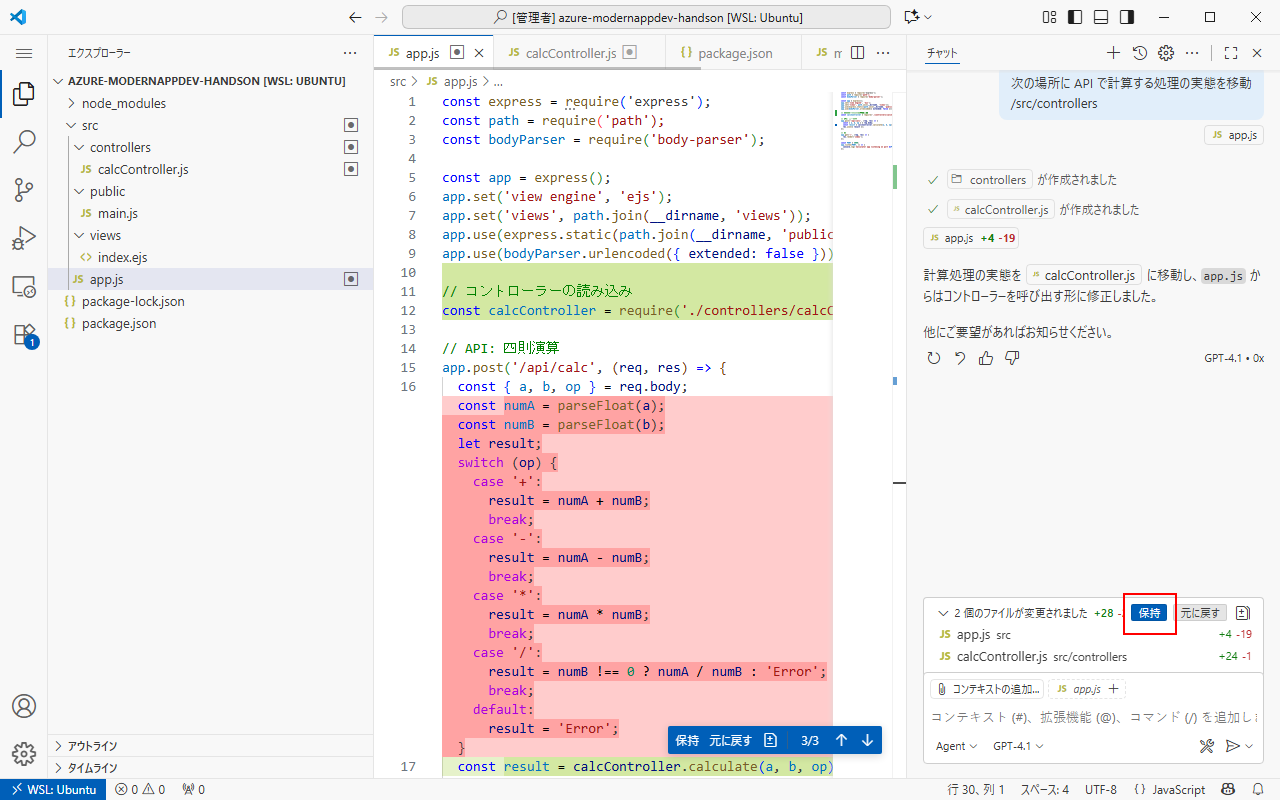 [管理者] azure-modernappdev-handson [WSL: Ubuntu]
エクスプローラー
AZURE-MODERNAPPDEV-HANDSON [WSL: UBUNTU]
node_modules
src
controllers
JS calcController.js
public
JS main.js
views
<> index.ejs
JS app.js
{} package-lock.json
{} package.json
1
アウトライン
タイムライン
JS app.js
JS calcController.js
{} package.json
JS
src > JS app.js > ...
1 const express = require('express');
2 const path = require('path');
3 const bodyParser = require('body-parser');
4
5 const app = express();
6 app.set('view engine', 'ejs');
7 app.set('views', path.join(__dirname, 'views'));
8 app.use(express.static(path.join(__dirname, 'public
9 app.use(bodyParser.urlencoded({ extended: false }))
10
11 // コントローラーの読み込み
12 const calcController = require('./controllers/calcC
13
14 // API: 四則演算
15 app.post('/api/calc', (req, res) => {
16 const { a, b, op } = req.body;
const numA = parseFloat(a);
const numB = parseFloat(b);
let result;
switch (op) {
case '+':
result = numA + numB;
break;
case '-':
result = numA - numB;
break;
case '*':
result = numA * numB;
break;
case '/':
result = numB !== 0 ? numA / numB : 'Error';
break;
default:
result = 'Error';
}
17 const result = calcController.calculate(a, b, op)
保持 元に戻す 3/3
チャット
次の場所に API で計算する処理の実態を移動
/src/controllers
JS app.js
controllers が作成されました
JS calcController.js が作成されました
JS app.js +4 -19
計算処理の実態を JS calcController.js に移動し、app.js か
らはコントローラーを呼び出す形に修正しました。
他にご要望があればお知らせください。
GPT-4.1 • 0x
2 個のファイルが変更されました +28 保持 元に戻す
JS app.js src +4 -19
JS calcController.js src/controllers +24 -1
コンテキストの追加... JS app.js +
コンテキスト (#)、拡張機能 (@)、コマンド (/) を追加し
Agent GPT-4.1
WSL: Ubuntu 0 0 0 行 30、列 1 スペース: 4 UTF-8 {} JavaScript